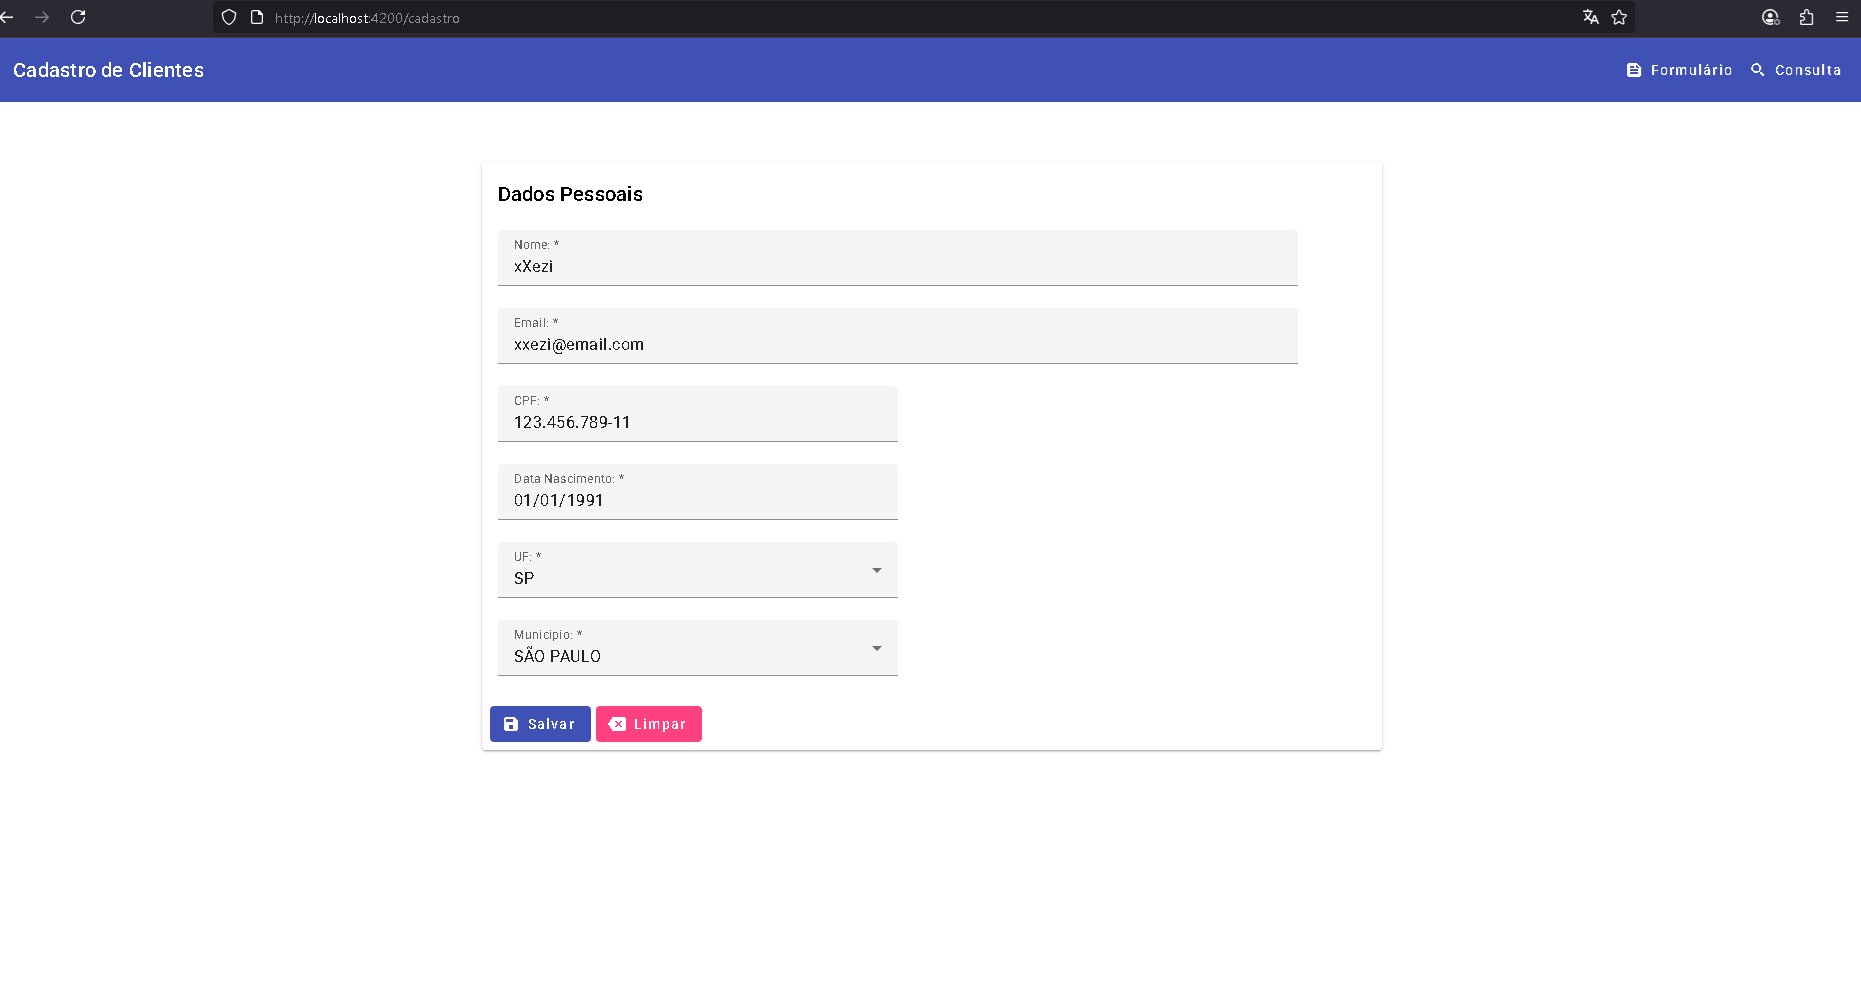 http://localhost:4200/cadastro
Cadastro de Clientes
Formulário
Consulta
Dados Pessoais
Nome: *
xXezi
Email: *
xxezi@email.com
CPF: *
123.456.789-11
Data Nascimento: *
01/01/1991
UF: *
SP
Municipio: *
SÃO PAULO
Salvar
Limpar